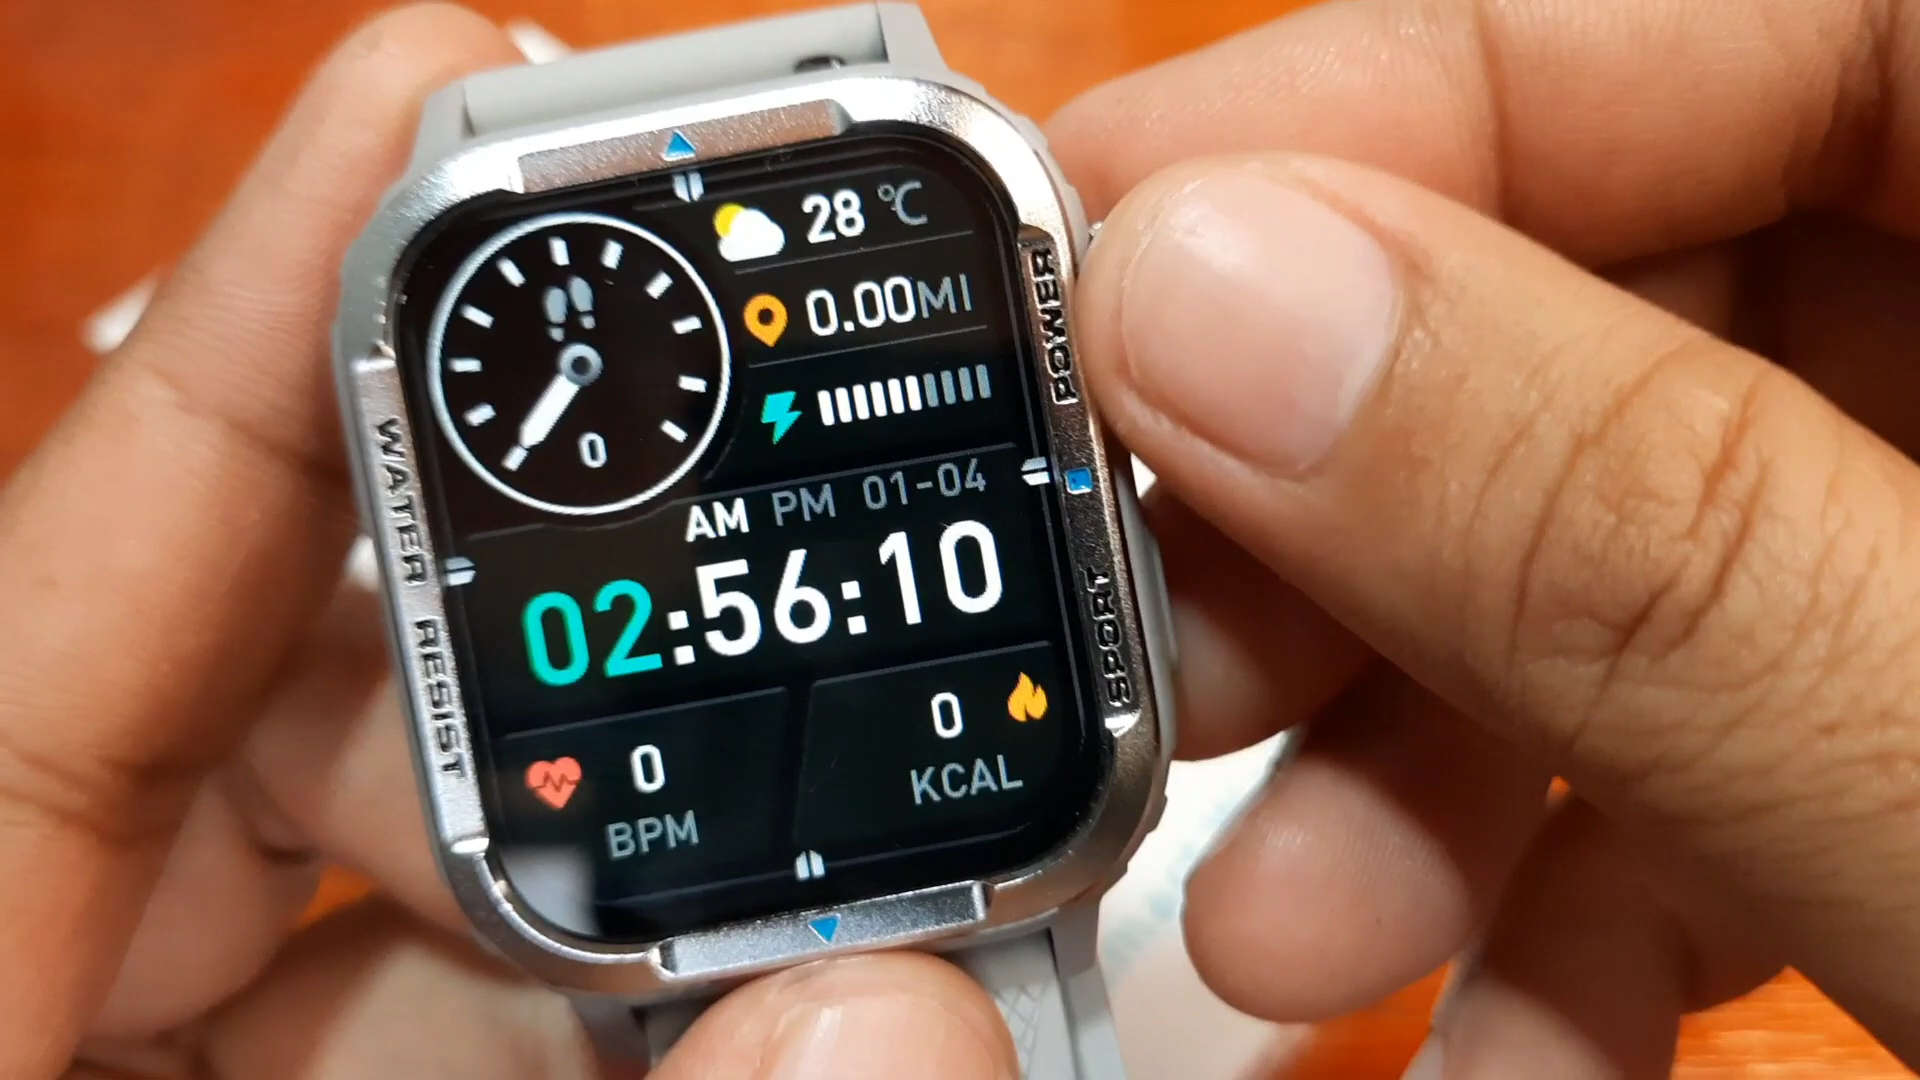 28 °C
0.00MI
0
AM PM 01-04
02:56:10
0
BPM
0
KCAL
WATER RESIST
POWER
SPORT